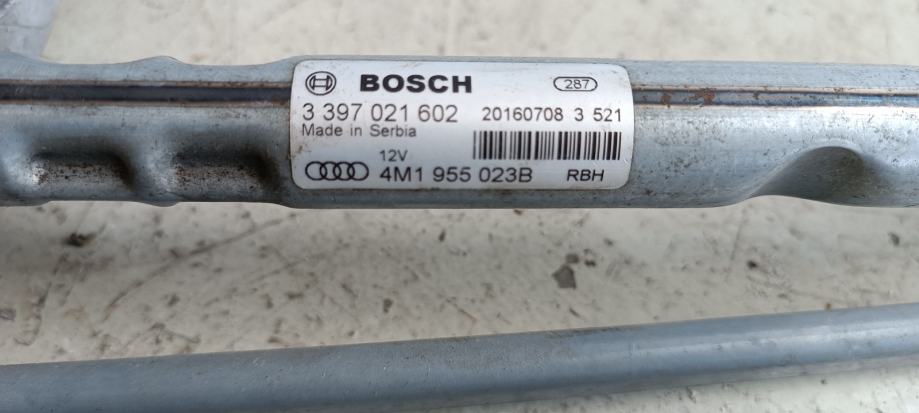 BOSCH 287
3 397 021 602 20160708 3 521
Made in Serbia
12V
4M1 955 023B RBH